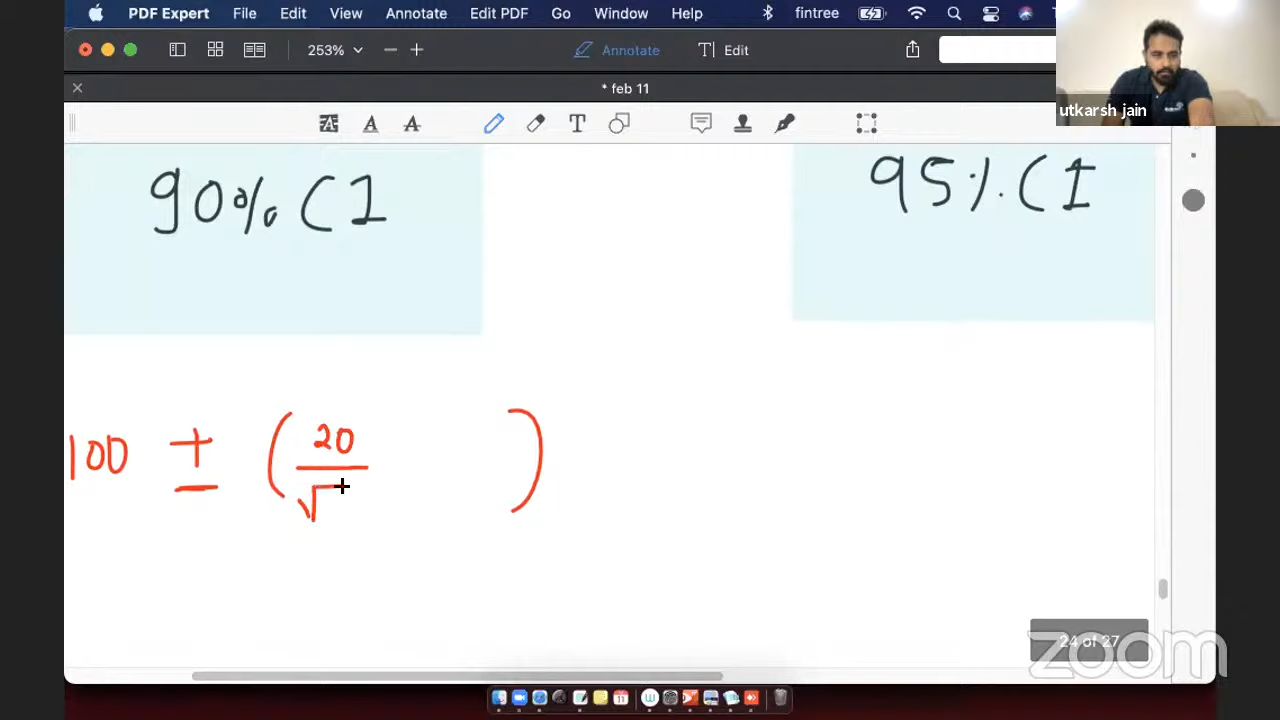 PDF Expert File Edit View Annotate Edit PDF Go Window Help fintree
253% Annotate T Edit
utkarsh jain
* feb 11
A A A T
90% CI 95% CI
100 ± ( 20 / √ )
24 of 27
zoom
11